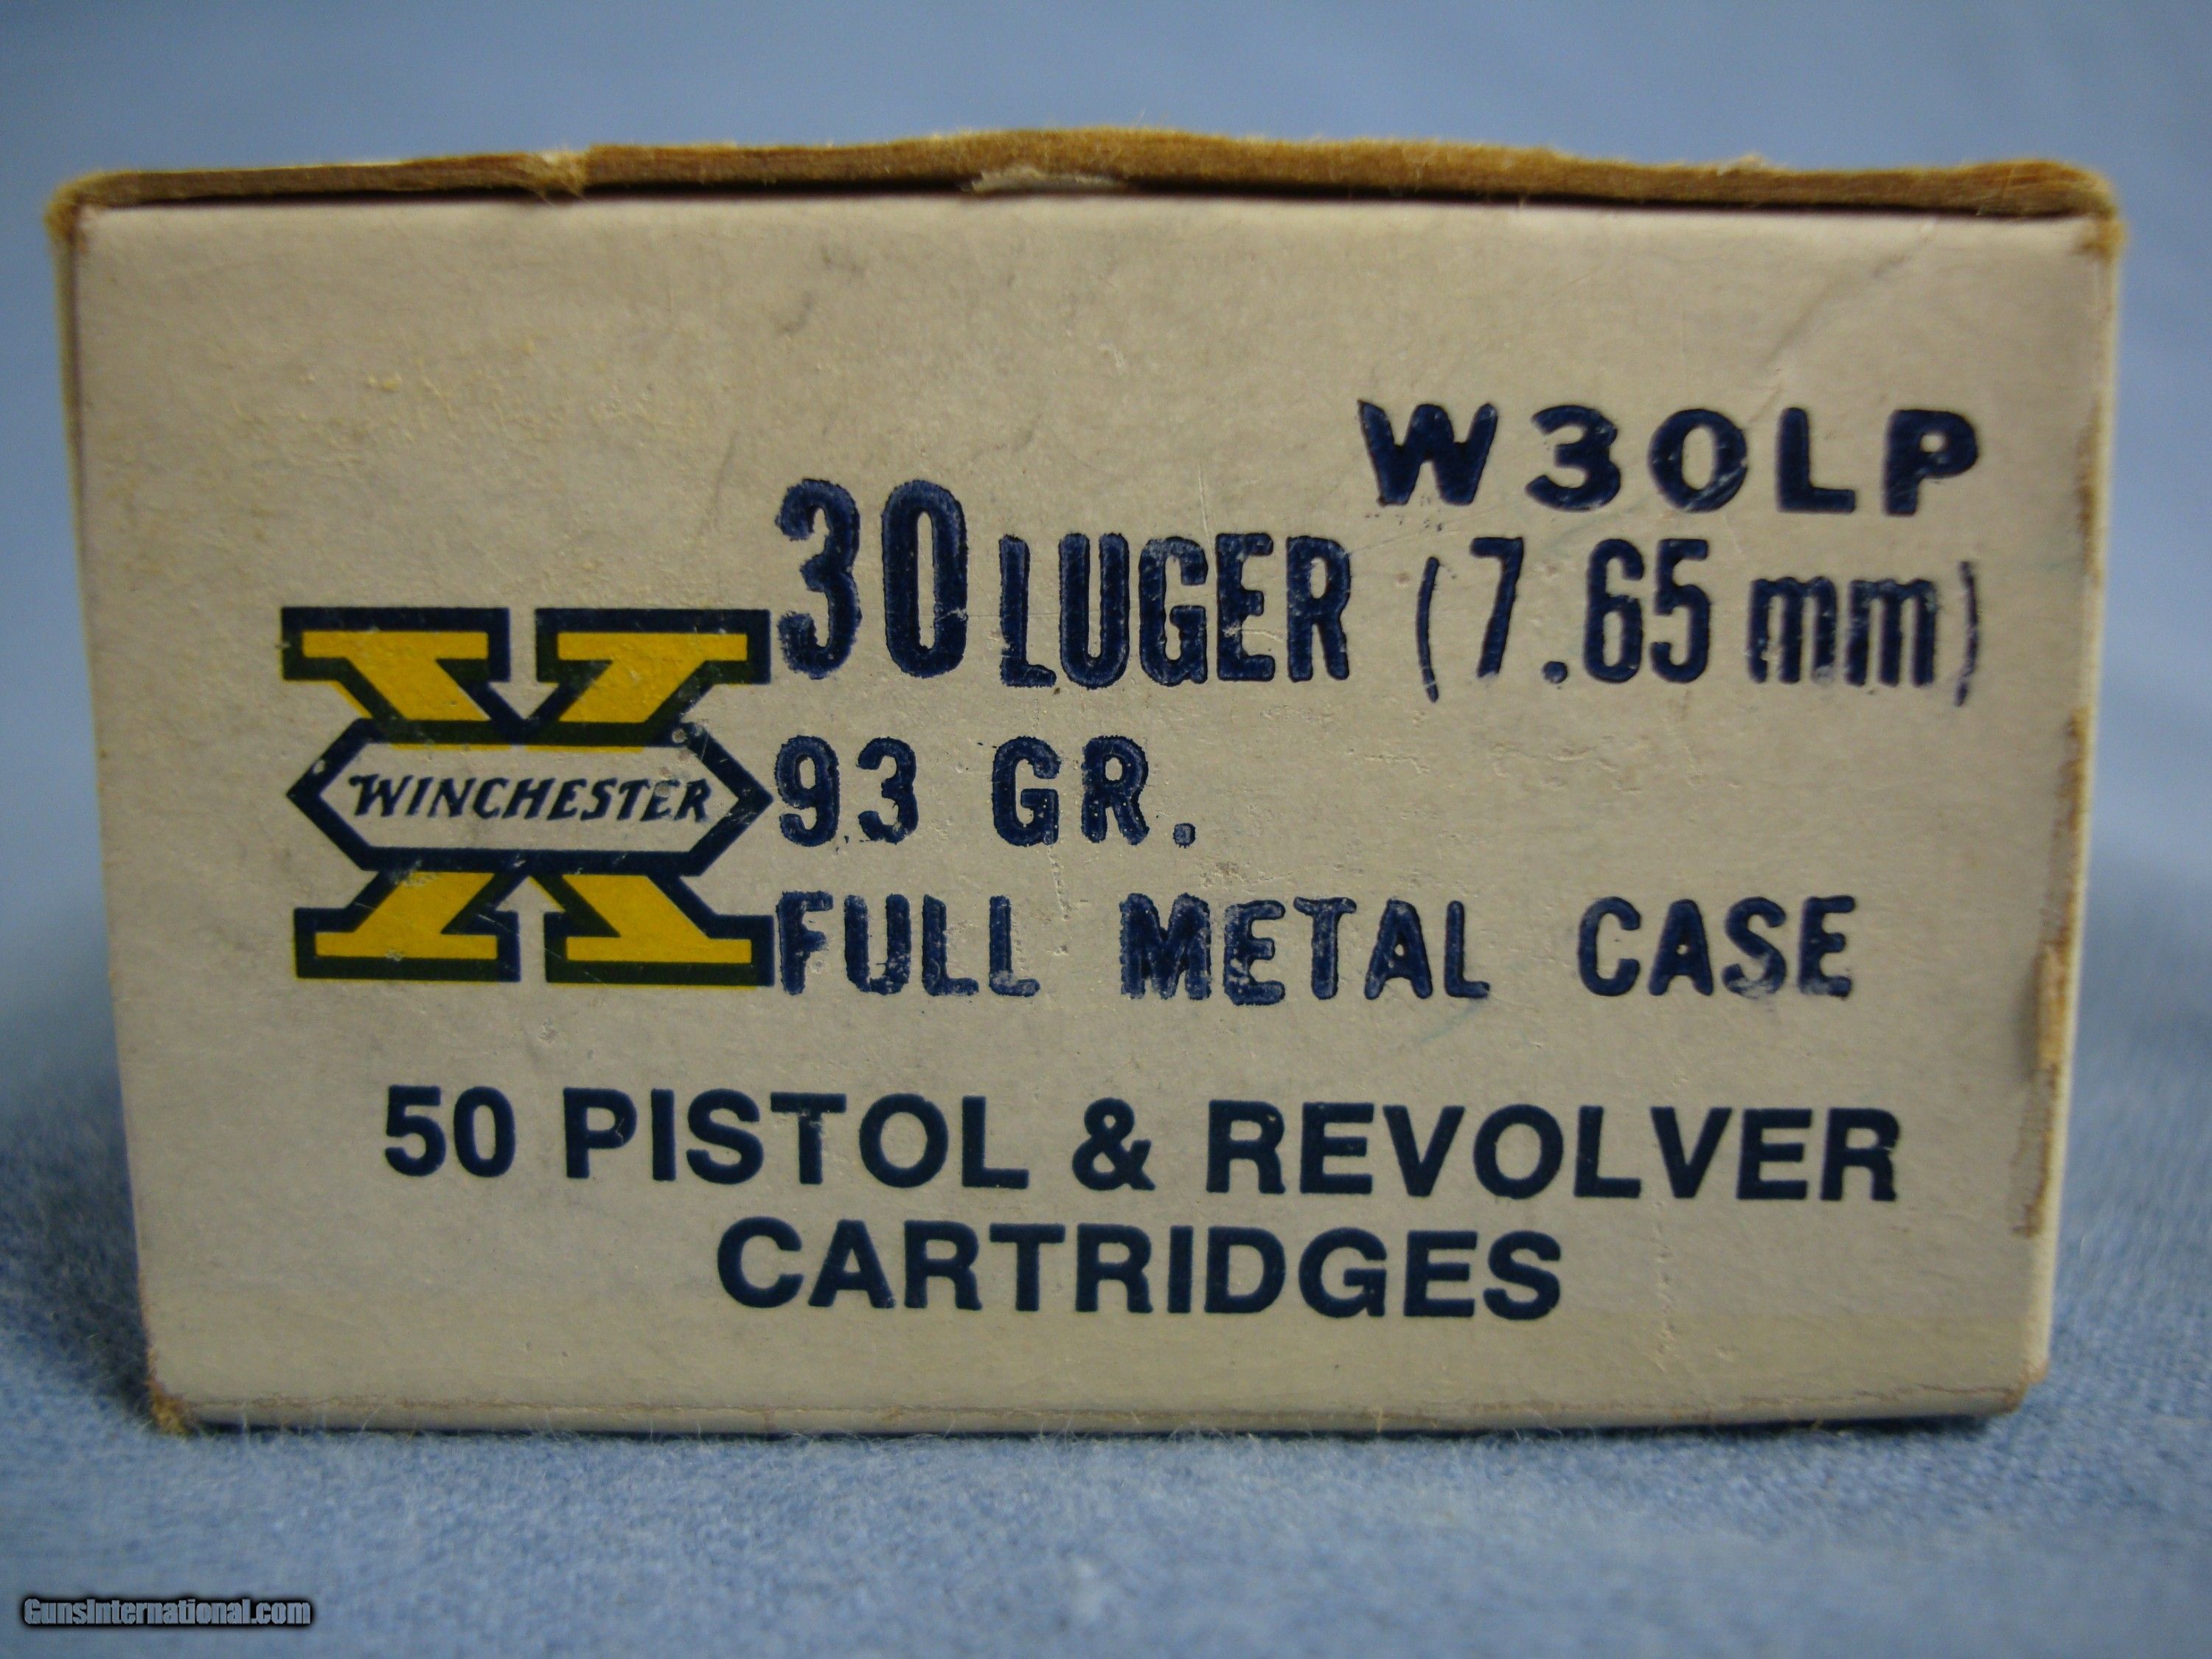 W30LP
30 LUGER (7.65 mm)
WINCHESTER
93 GR.
FULL METAL CASE
50 PISTOL & REVOLVER
CARTRIDGES
GunsInternational.com